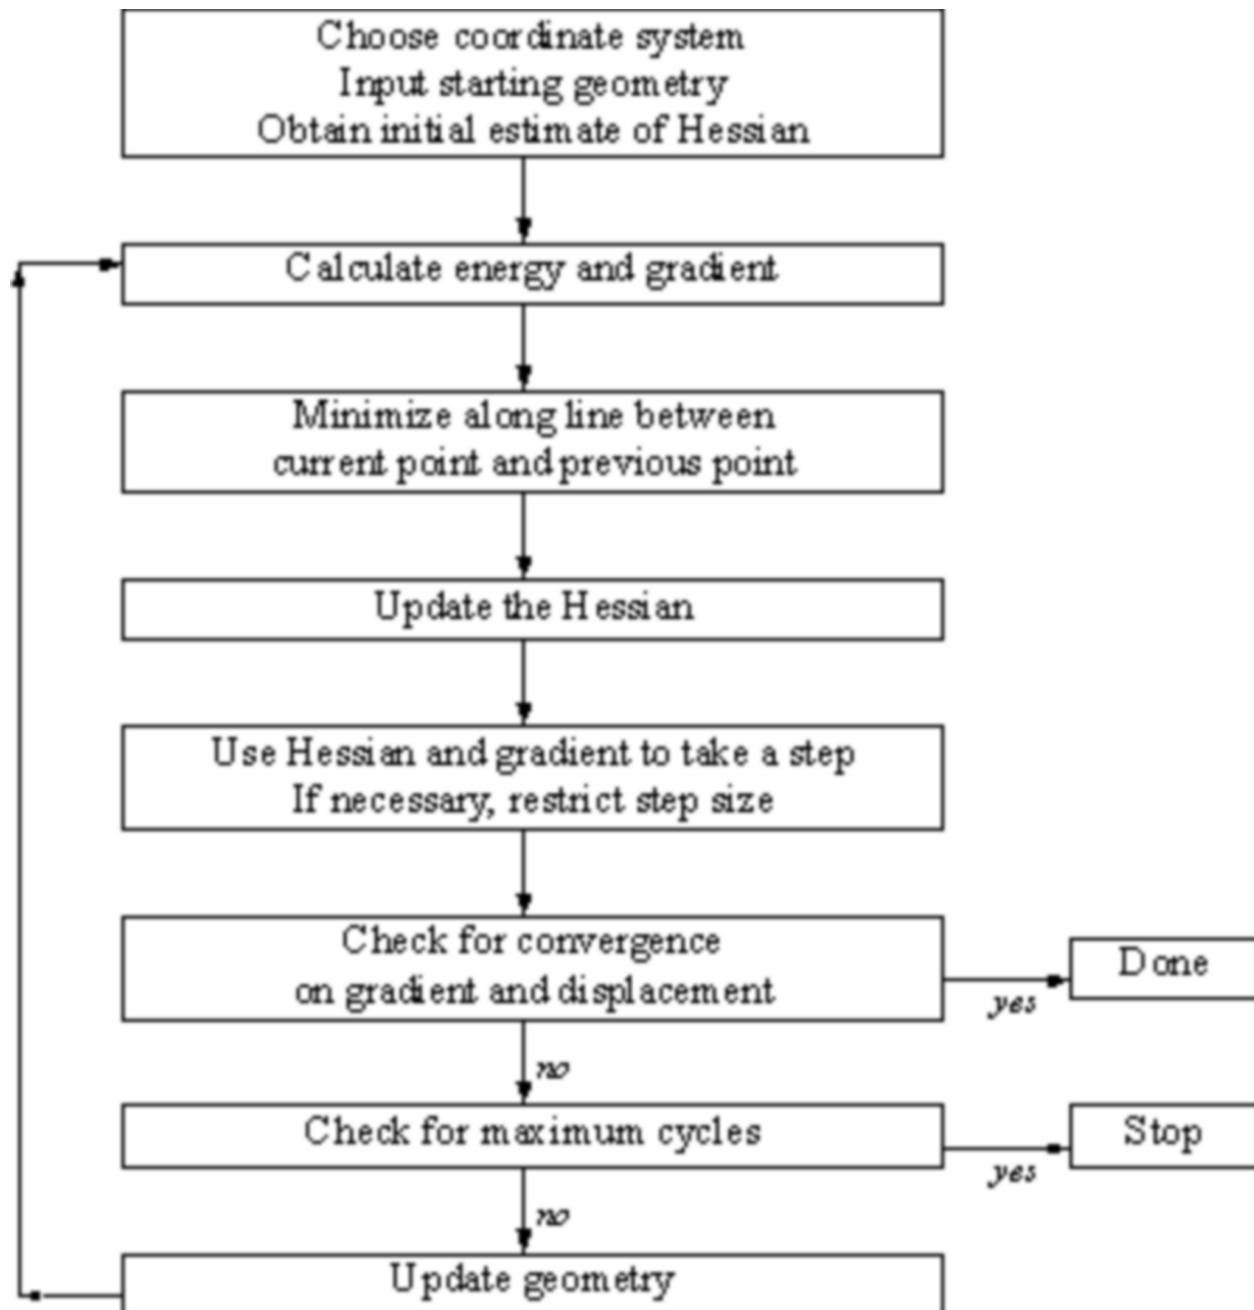 Choose coordinate system
Input starting geometry
Obtain initial estimate of Hessian
Calculate energy and gradient
Minimize along line between
current point and previous point
Update the Hessian
Use Hessian and gradient to take a step
If necessary, restrict step size
Check for convergence
on gradient and displacement
Done
yes
no
Check for maximum cycles
Stop
yes
no
Update geometry